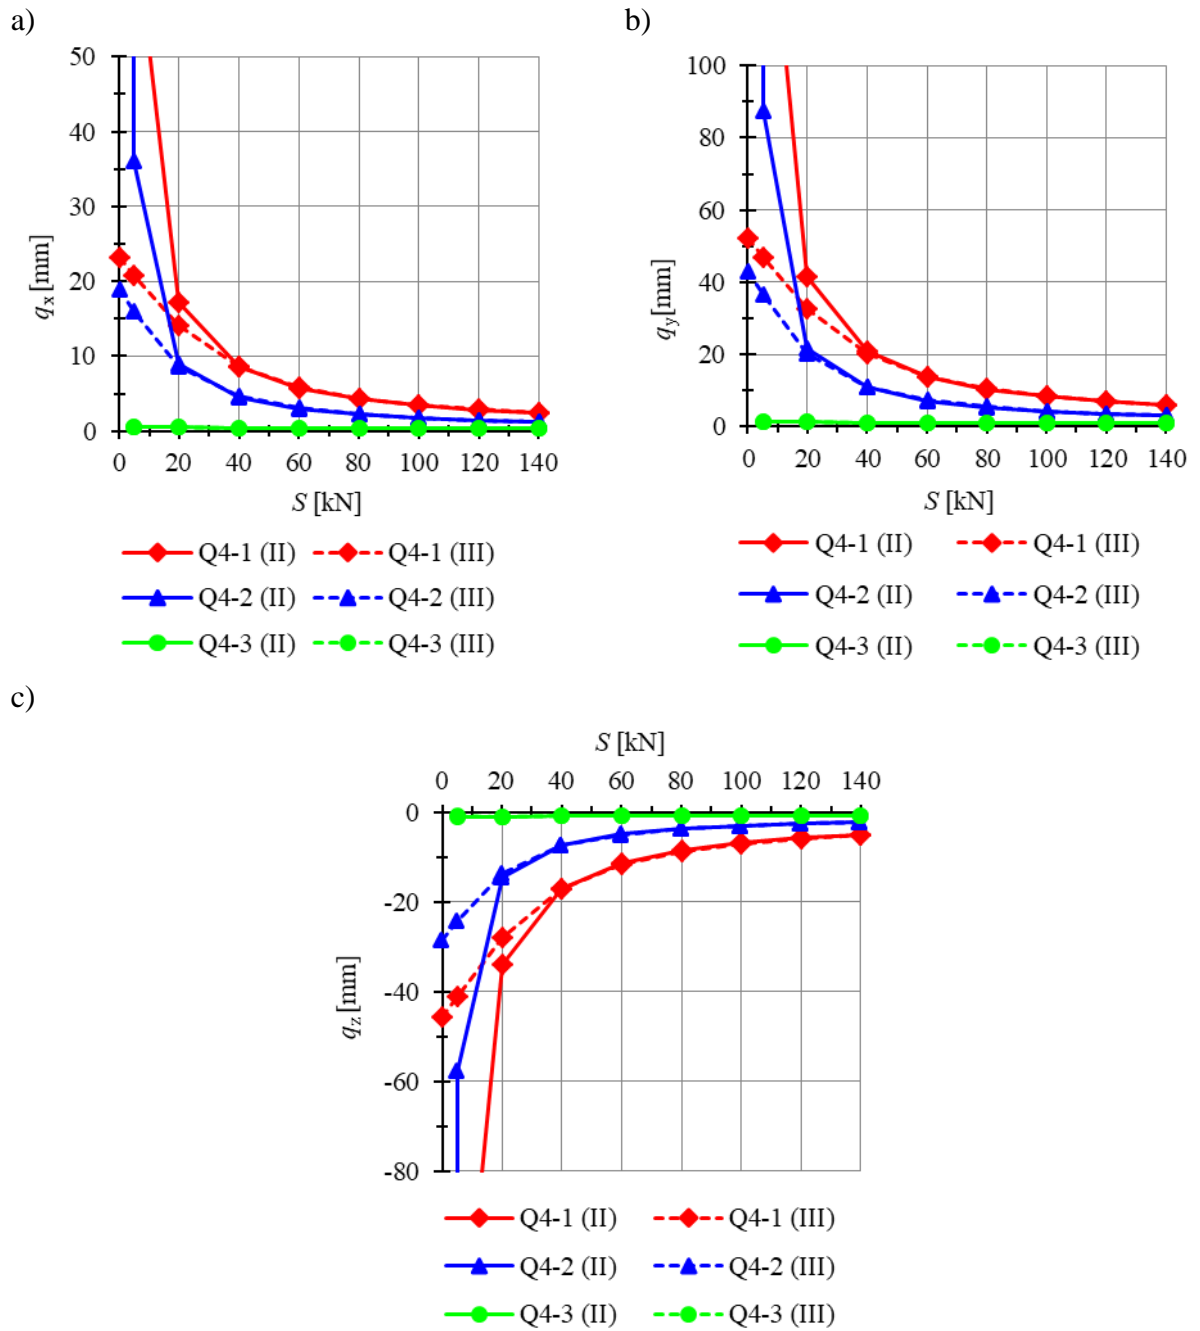 a)
50
40
30
20
10
0
qx [mm]
0 20 40 60 80 100 120 140
S [kN]
Q4-1 (II) Q4-1 (III)
Q4-2 (II) Q4-2 (III)
Q4-3 (II) Q4-3 (III)
b)
100
80
60
40
20
0
qy [mm]
0 20 40 60 80 100 120 140
S [kN]
Q4-1 (II) Q4-1 (III)
Q4-2 (II) Q4-2 (III)
Q4-3 (II) Q4-3 (III)
c)
S [kN]
0 20 40 60 80 100 120 140
0
-20
-40
-60
-80
qz [mm]
Q4-1 (II) Q4-1 (III)
Q4-2 (II) Q4-2 (III)
Q4-3 (II) Q4-3 (III)